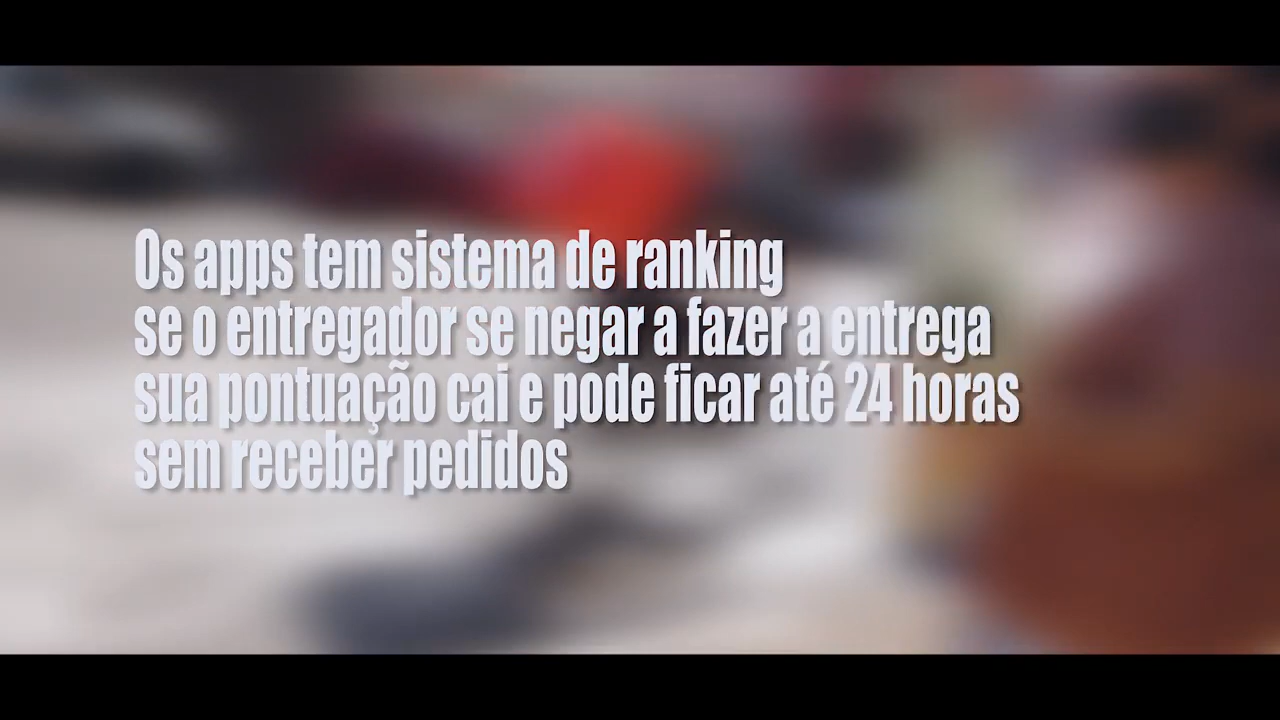 Os apps tem sistema de ranking
se o entregador se negar a fazer a entrega
sua pontuação cai e pode ficar até 24 horas
sem receber pedidos